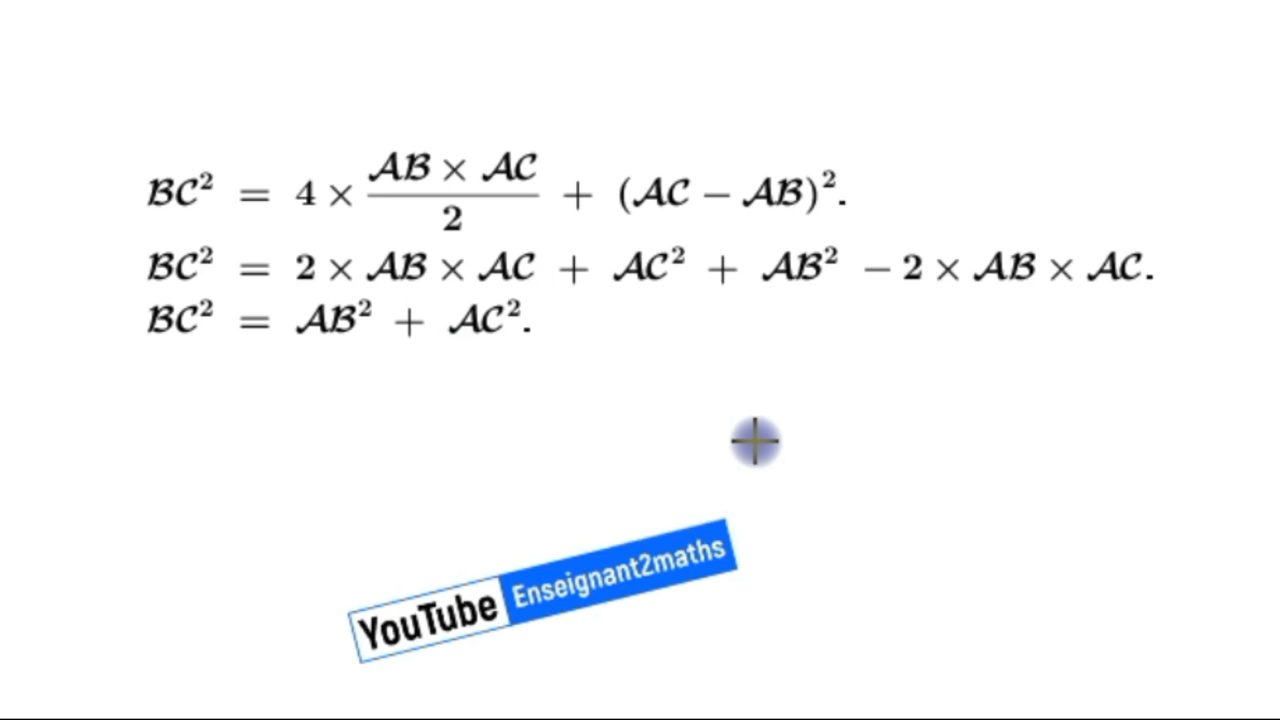 BC² = 4 × (AB × AC)/2 + (AC − AB)².
BC² = 2 × AB × AC + AC² + AB² − 2 × AB × AC.
BC² = AB² + AC².
YouTube Enseignant2maths